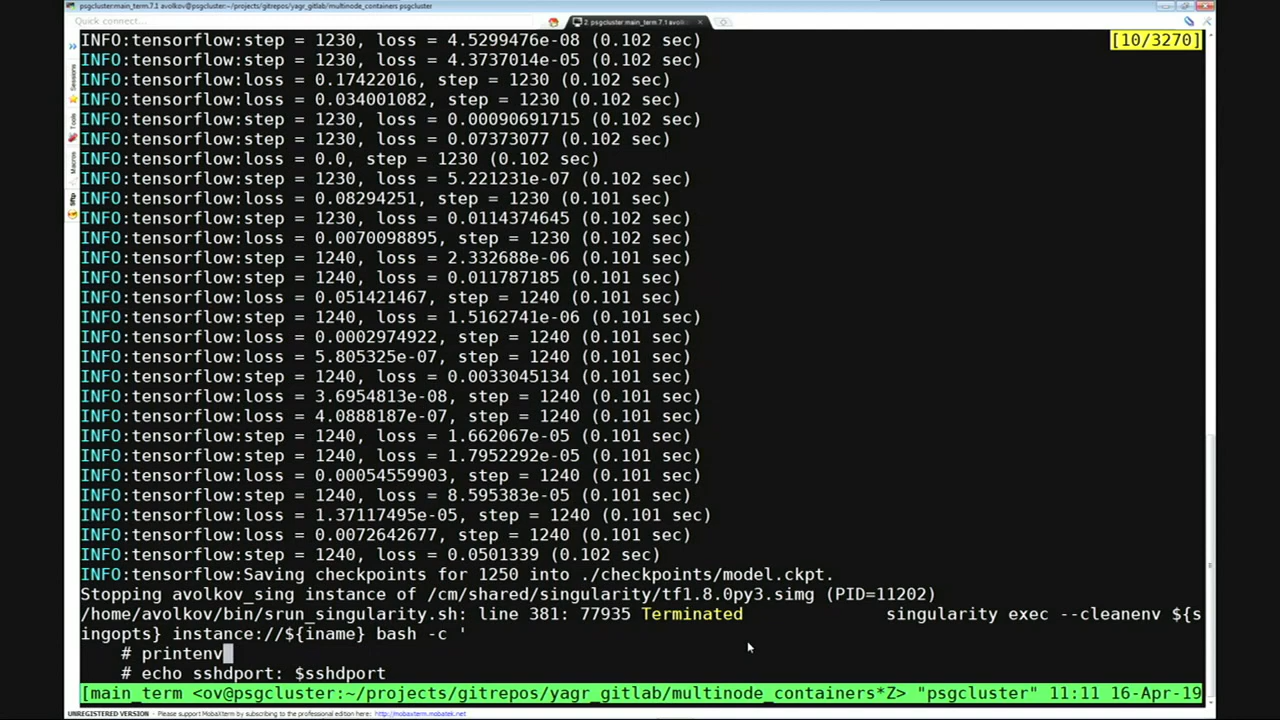 psgcluster:main_term.7.1 avolkov@psgcluster:~/projects/gitrepos/yagr_gitlab/multinode_containers psgcluster
Quick connect...
2. psgcluster:main_term.7.1 avolkov
Sessions
Tools
Macros
Sftp
INFO:tensorflow:step = 1230, loss = 4.5299476e-08 (0.102 sec)
[10/3270]
INFO:tensorflow:step = 1230, loss = 4.3737014e-05 (0.102 sec)
INFO:tensorflow:loss = 0.17422016, step = 1230 (0.102 sec)
INFO:tensorflow:loss = 0.034001082, step = 1230 (0.102 sec)
INFO:tensorflow:loss = 0.00090691715, step = 1230 (0.102 sec)
INFO:tensorflow:loss = 0.07373077, step = 1230 (0.102 sec)
INFO:tensorflow:loss = 0.0, step = 1230 (0.102 sec)
INFO:tensorflow:step = 1230, loss = 5.221231e-07 (0.102 sec)
INFO:tensorflow:loss = 0.08294251, step = 1230 (0.101 sec)
INFO:tensorflow:step = 1230, loss = 0.0114374645 (0.102 sec)
INFO:tensorflow:loss = 0.0070098895, step = 1230 (0.102 sec)
INFO:tensorflow:step = 1240, loss = 2.332688e-06 (0.101 sec)
INFO:tensorflow:step = 1240, loss = 0.011787185 (0.101 sec)
INFO:tensorflow:loss = 0.051421467, step = 1240 (0.101 sec)
INFO:tensorflow:step = 1240, loss = 1.5162741e-06 (0.101 sec)
INFO:tensorflow:step = 1240, loss = 0.0002974922 (0.101 sec)
INFO:tensorflow:loss = 5.805325e-07, step = 1240 (0.101 sec)
INFO:tensorflow:step = 1240, loss = 0.0033045134 (0.101 sec)
INFO:tensorflow:loss = 3.6954813e-08, step = 1240 (0.101 sec)
INFO:tensorflow:loss = 4.0888187e-07, step = 1240 (0.101 sec)
INFO:tensorflow:step = 1240, loss = 1.662067e-05 (0.101 sec)
INFO:tensorflow:step = 1240, loss = 1.7952292e-05 (0.101 sec)
INFO:tensorflow:loss = 0.00054559903, step = 1240 (0.101 sec)
INFO:tensorflow:step = 1240, loss = 8.595383e-05 (0.101 sec)
INFO:tensorflow:loss = 1.37117495e-05, step = 1240 (0.101 sec)
INFO:tensorflow:loss = 0.0072642677, step = 1240 (0.101 sec)
INFO:tensorflow:step = 1240, loss = 0.0501339 (0.102 sec)
INFO:tensorflow:Saving checkpoints for 1250 into ./checkpoints/model.ckpt.
Stopping avolkov_sing instance of /cm/shared/singularity/tf1.8.0py3.simg (PID=11202)
/home/avolkov/bin/srun_singularity.sh: line 381: 77935 Terminated singularity exec --cleanenv ${s
ingopts} instance://${iname} bash -c '
# printenv
# echo sshdport: $sshdport
[main_term <ov@psgcluster:~/projects/gitrepos/yagr_gitlab/multinode_containers*Z> "psgcluster" 11:11 16-Apr-19
UNREGISTERED VERSION - Please support MobaXterm by subscribing to the professional edition here: http://mobaxterm.mobatek.net